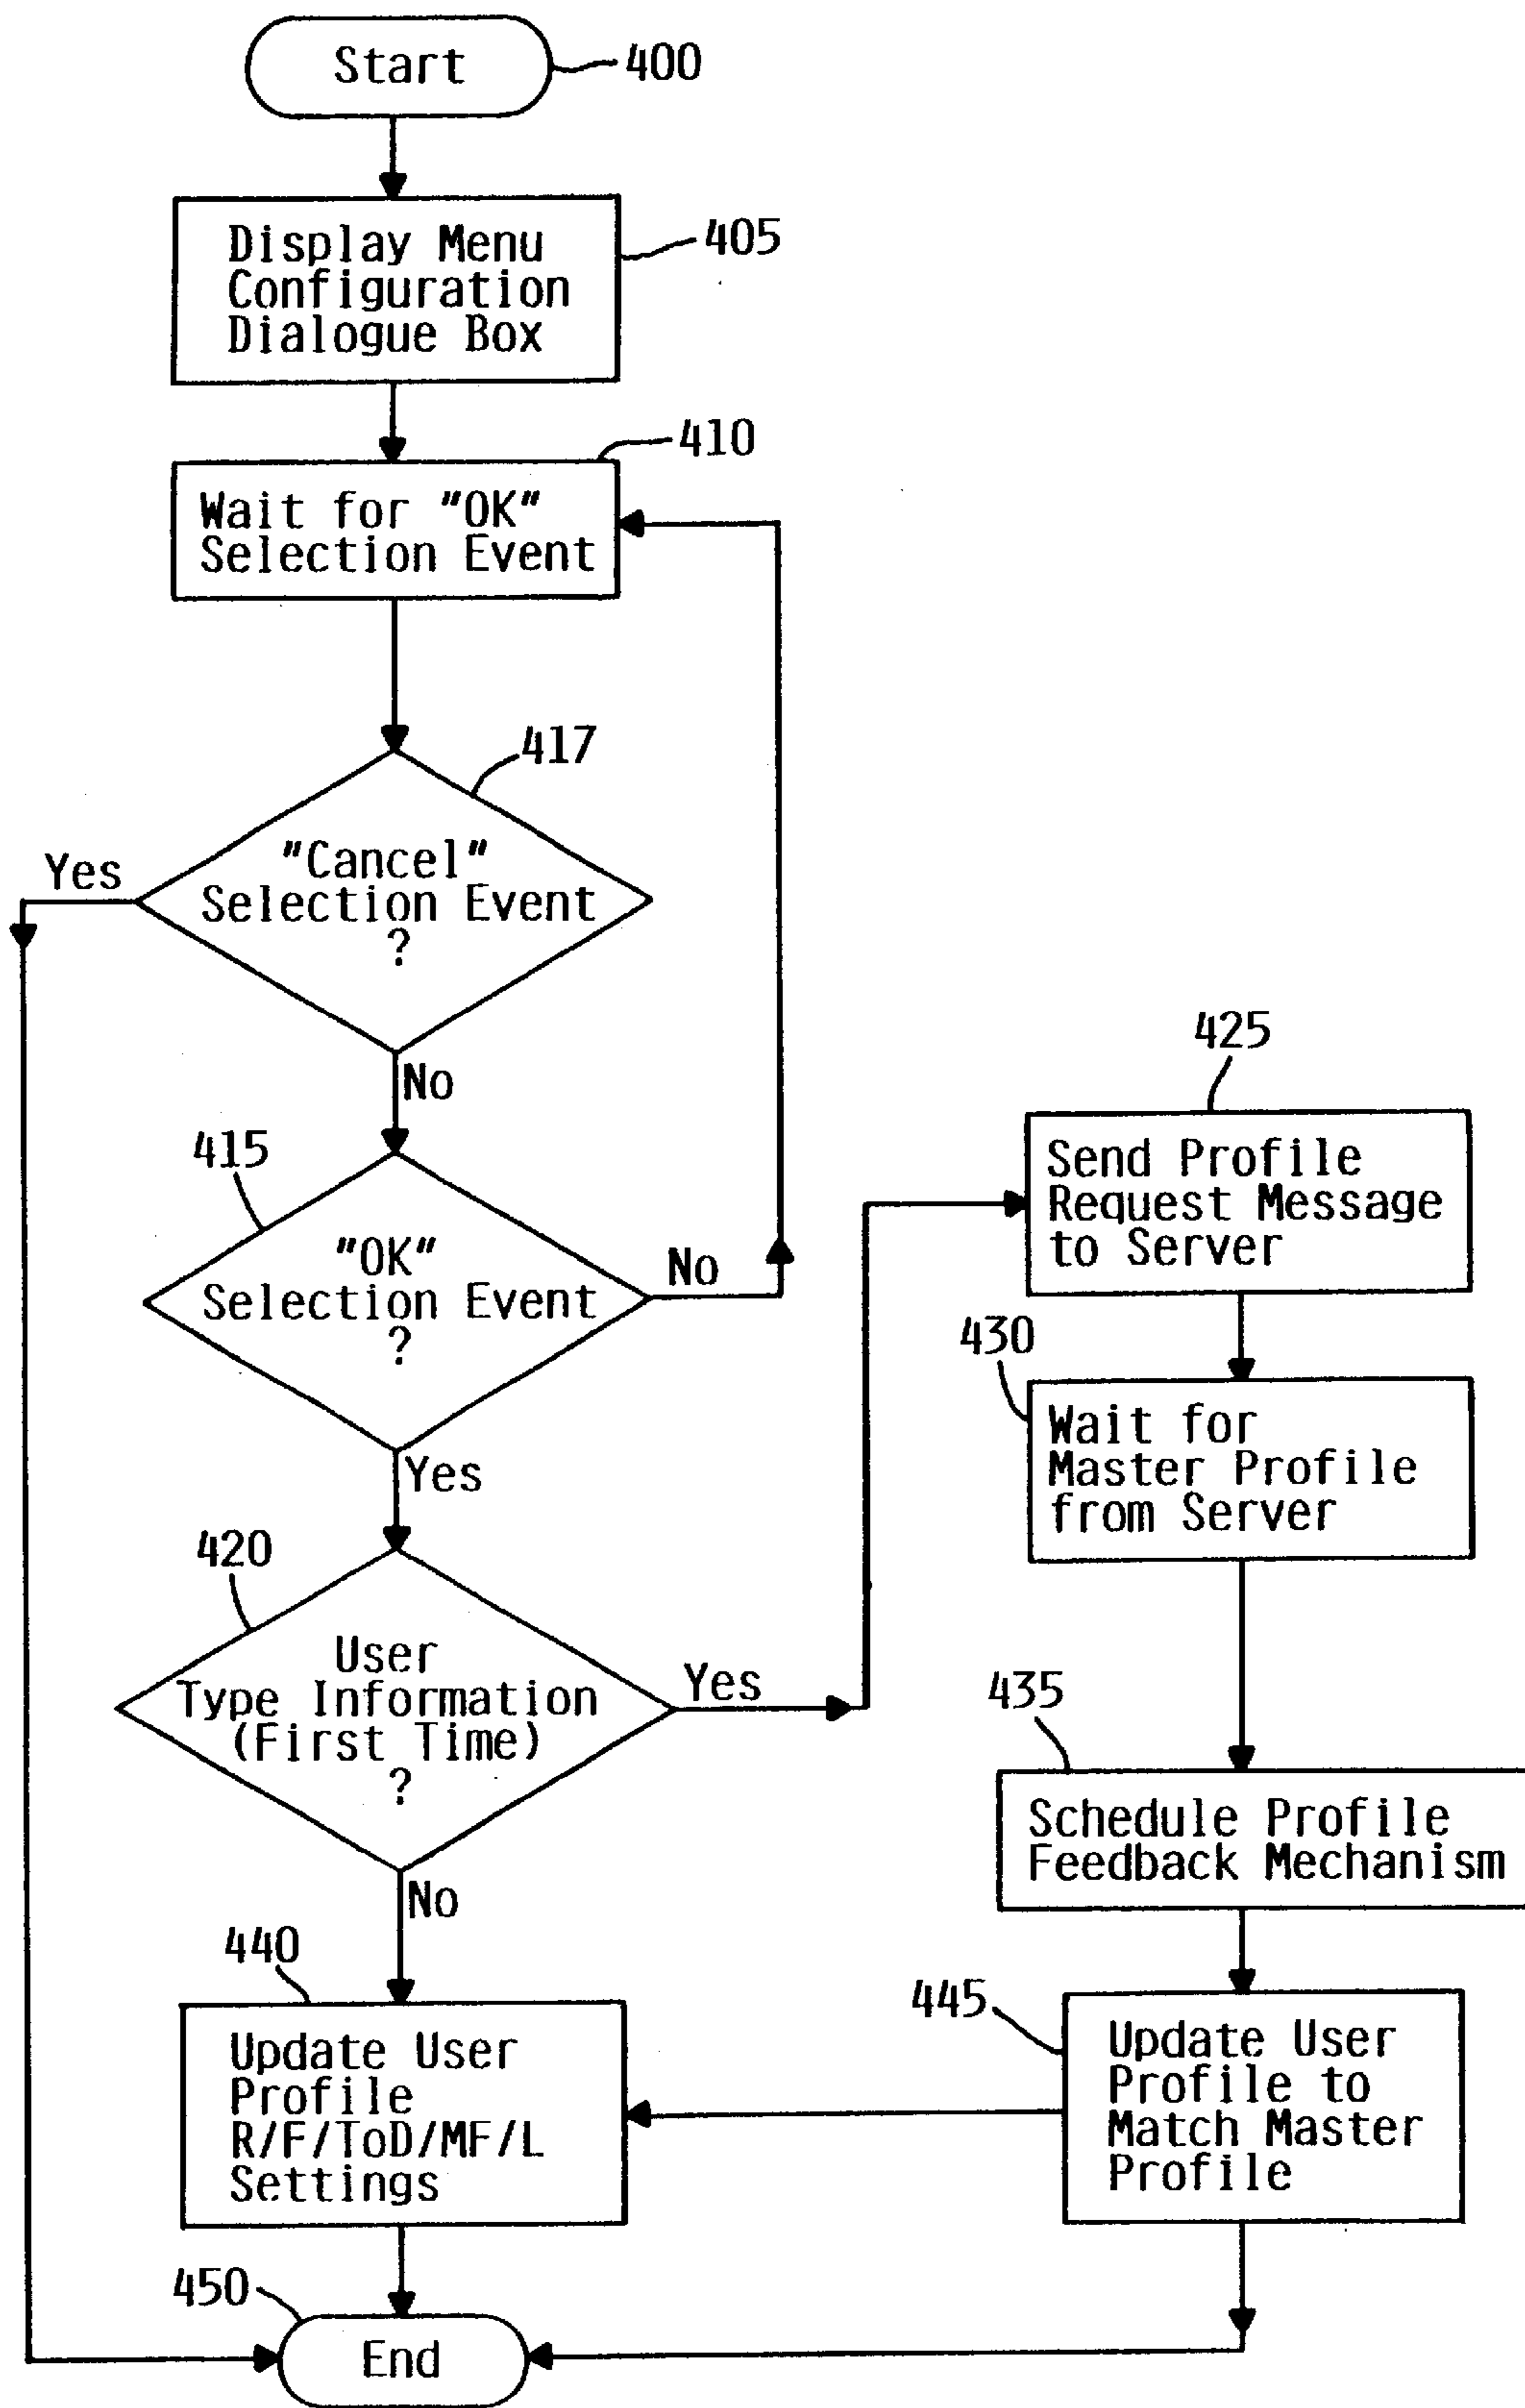 Start
400
Display Menu
Configuration
Dialogue Box
405
410
Wait for "OK"
Selection Event
417
"Cancel"
Selection Event
?
Yes
No
415
"OK"
Selection Event
?
No
Yes
420
User
Type Information
(First Time)
?
Yes
No
425
Send Profile
Request Message
to Server
430
Wait for
Master Profile
from Server
435
Schedule Profile
Feedback Mechanism
440
Update User
Profile
R/F/ToD/MF/L
Settings
445
Update User
Profile to
Match Master
Profile
450
End